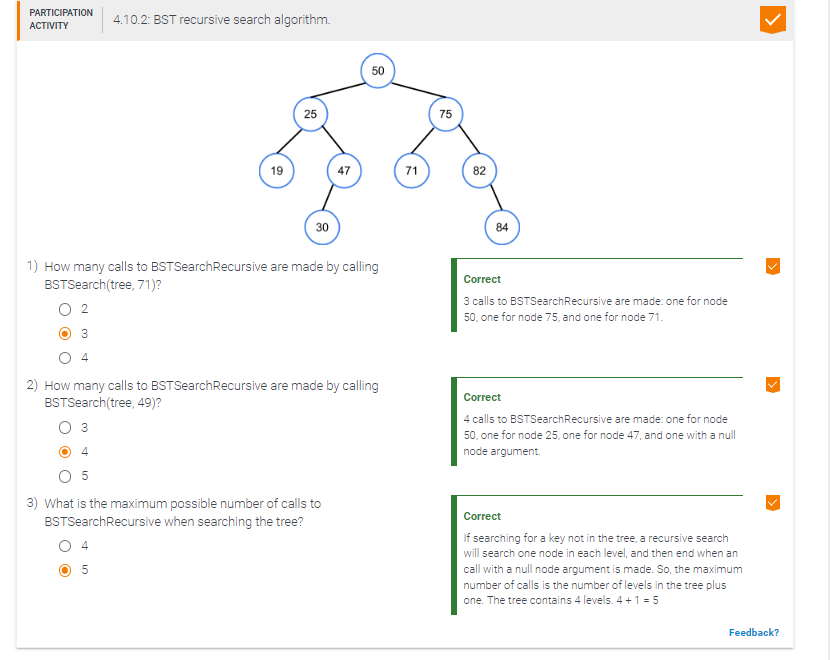 PARTICIPATION
ACTIVITY
4.10.2: BST recursive search algorithm.
50
25
75
19
47
71
82
30
84
1) How many calls to BSTSearchRecursive are made by calling
BSTSearch(tree, 71)?
2
3
4
Correct
3 calls to BSTSearchRecursive are made: one for node
50, one for node 75, and one for node 71.
2) How many calls to BSTSearchRecursive are made by calling
BSTSearch(tree, 49)?
3
4
5
Correct
4 calls to BSTSearchRecursive are made: one for node
50, one for node 25, one for node 47, and one with a null
node argument.
3) What is the maximum possible number of calls to
BSTSearchRecursive when searching the tree?
4
5
Correct
If searching for a key not in the tree, a recursive search
will search one node in each level, and then end when an
call with a null node argument is made. So, the maximum
number of calls is the number of levels in the tree plus
one. The tree contains 4 levels. 4 + 1 = 5
Feedback?